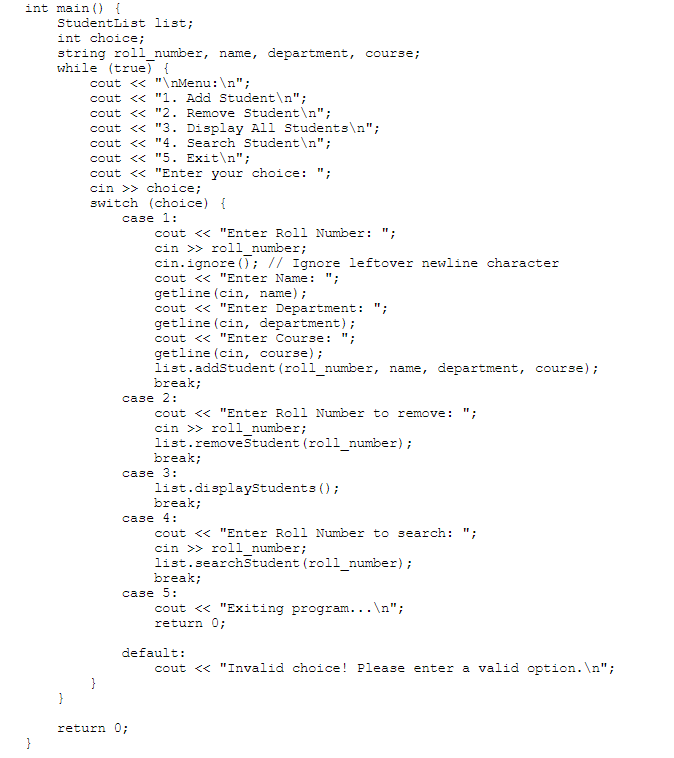 int main() {
    StudentList list;
    int choice;
    string roll_number, name, department, course;
    while (true) {
        cout << "\nMenu:\n";
        cout << "1. Add Student\n";
        cout << "2. Remove Student\n";
        cout << "3. Display All Students\n";
        cout << "4. Search Student\n";
        cout << "5. Exit\n";
        cout << "Enter your choice: ";
        cin >> choice;
        switch (choice) {
            case 1:
                cout << "Enter Roll Number: ";
                cin >> roll_number;
                cin.ignore(); // Ignore leftover newline character
                cout << "Enter Name: ";
                getline(cin, name);
                cout << "Enter Department: ";
                getline(cin, department);
                cout << "Enter Course: ";
                getline(cin, course);
                list.addStudent(roll_number, name, department, course);
                break;
            case 2:
                cout << "Enter Roll Number to remove: ";
                cin >> roll_number;
                list.removeStudent(roll_number);
                break;
            case 3:
                list.displayStudents();
                break;
            case 4:
                cout << "Enter Roll Number to search: ";
                cin >> roll_number;
                list.searchStudent(roll_number);
                break;
            case 5:
                cout << "Exiting program...\n";
                return 0;

            default:
                cout << "Invalid choice! Please enter a valid option.\n";
        }
    }

    return 0;
}